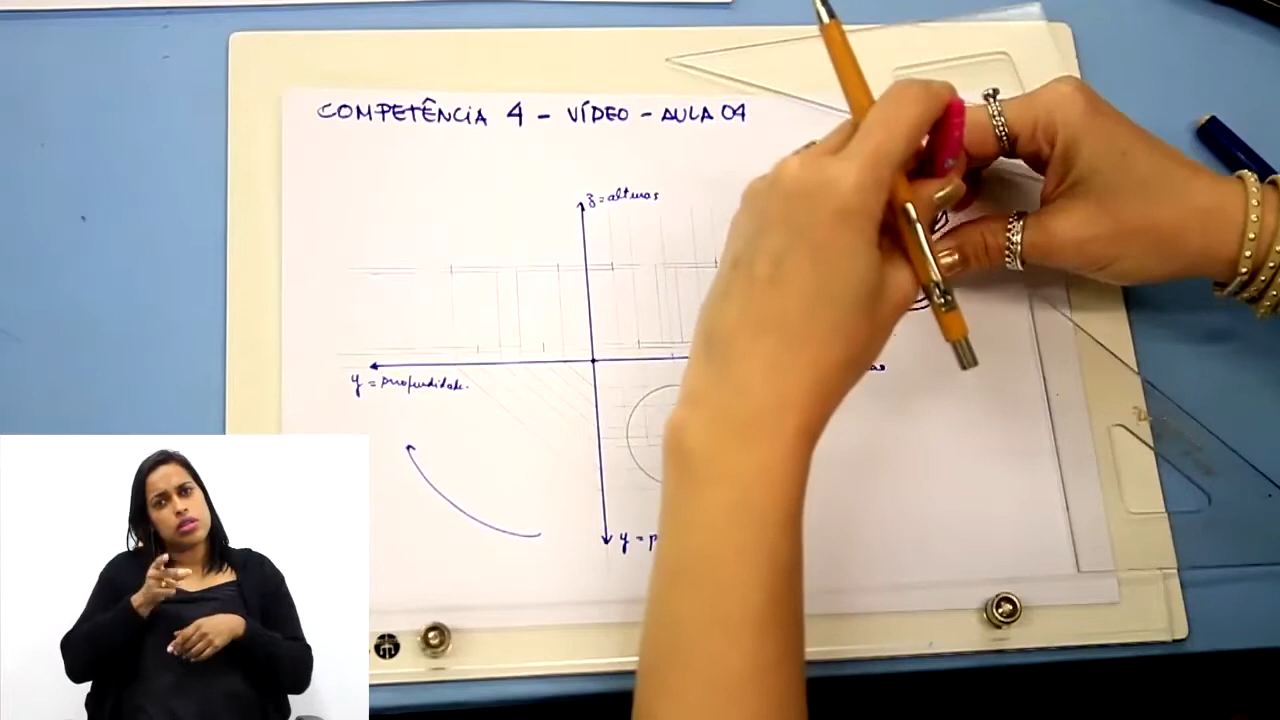 COMPETÊNCIA 4 - VÍDEO - AULA 04
z = alturas
y = profundidade.
y = p